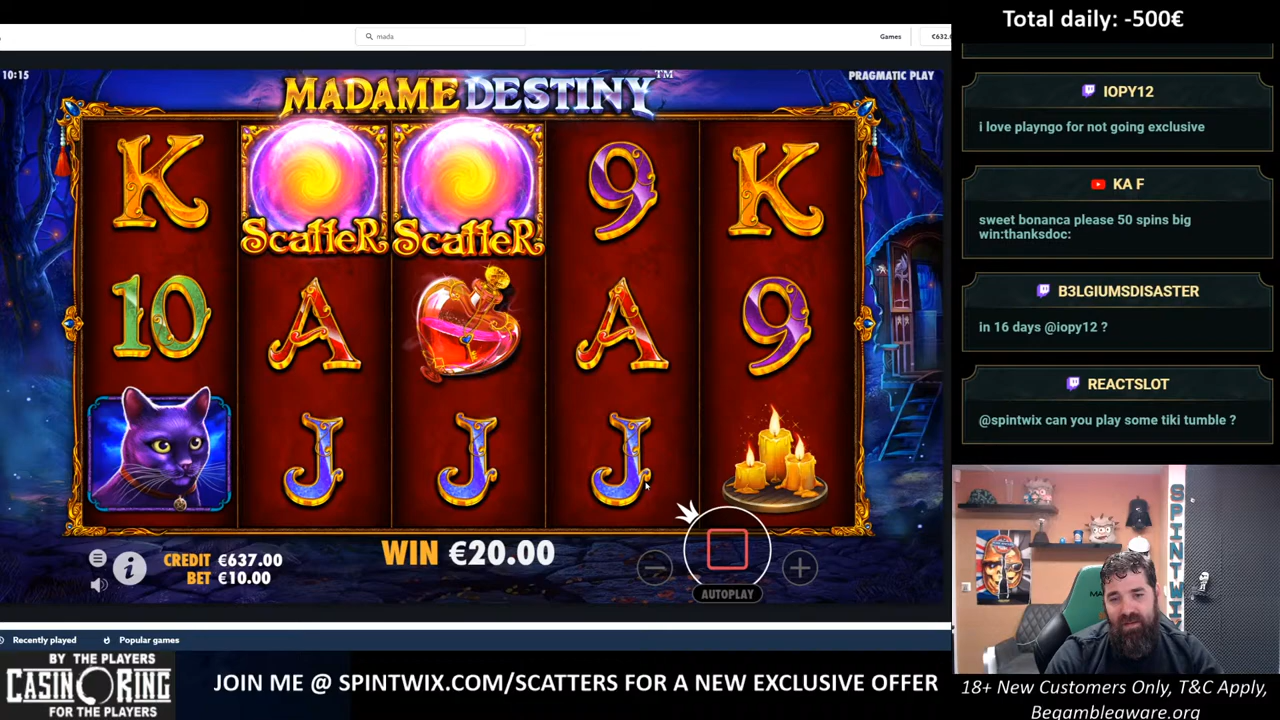 Total daily: -500€
mada
Games
€632.0
10:15
MADAME DESTINY™
PRAGMATIC PLAY
K
SCATTER
SCATTER
9
K
10
A
A
9
J
J
J
CREDIT €637.00
BET €10.00
WIN €20.00
AUTOPLAY
Recently played
Popular games
IOPY12
i love playngo for not going exclusive
KA F
sweet bonanca please 50 spins big
win:thanksdoc:
B3LGIUMSDISASTER
in 16 days @iopy12 ?
REACTSLOT
@spintwix can you play some tiki tumble ?
SPINTWI
BY THE PLAYERS
CASINORING
FOR THE PLAYERS
JOIN ME @ SPINTWIX.COM/SCATTERS FOR A NEW EXCLUSIVE OFFER
18+ New Customers Only, T&C Apply,
Begambleaware.org